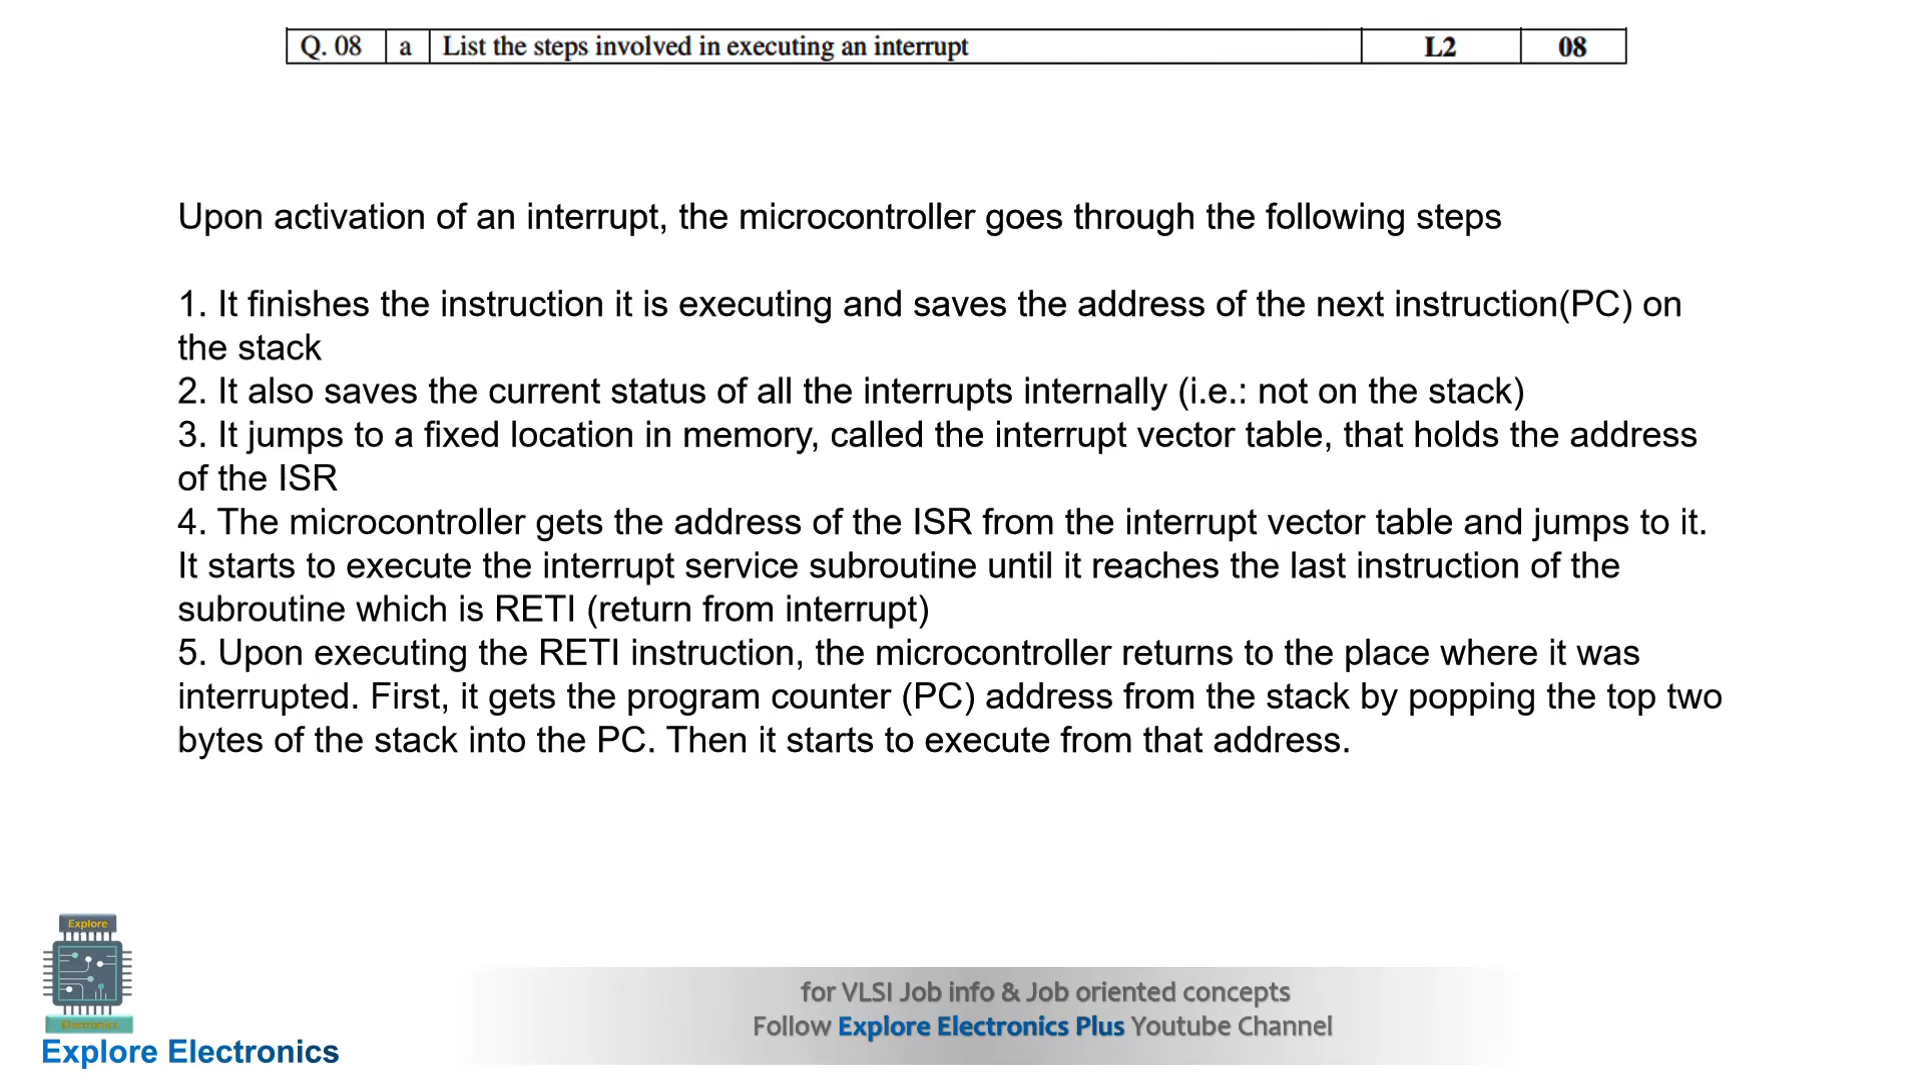 Q. 08 a List the steps involved in executing an interrupt L2 08
Upon activation of an interrupt, the microcontroller goes through the following steps
1. It finishes the instruction it is executing and saves the address of the next instruction(PC) on
the stack
2. It also saves the current status of all the interrupts internally (i.e.: not on the stack)
3. It jumps to a fixed location in memory, called the interrupt vector table, that holds the address
of the ISR
4. The microcontroller gets the address of the ISR from the interrupt vector table and jumps to it.
It starts to execute the interrupt service subroutine until it reaches the last instruction of the
subroutine which is RETI (return from interrupt)
5. Upon executing the RETI instruction, the microcontroller returns to the place where it was
interrupted. First, it gets the program counter (PC) address from the stack by popping the top two
bytes of the stack into the PC. Then it starts to execute from that address.
Explore
Electronics
Explore Electronics
for VLSI Job info & Job oriented concepts
Follow Explore Electronics Plus Youtube Channel